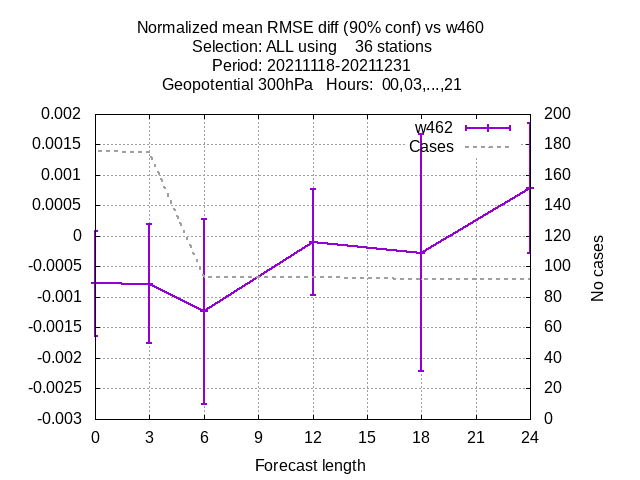 Normalized mean RMSE diff (90% conf) vs w460
Selection: ALL using    36 stations
Period: 20211118-20211231
Geopotential 300hPa   Hours:  00,03,...,21
0.002
0.0015
0.001
0.0005
0
-0.0005
-0.001
-0.0015
-0.002
-0.0025
-0.003
w462
Cases
200
180
160
140
120
100
80
60
40
20
0
No cases
0 3 6 9 12 15 18 21 24
Forecast length